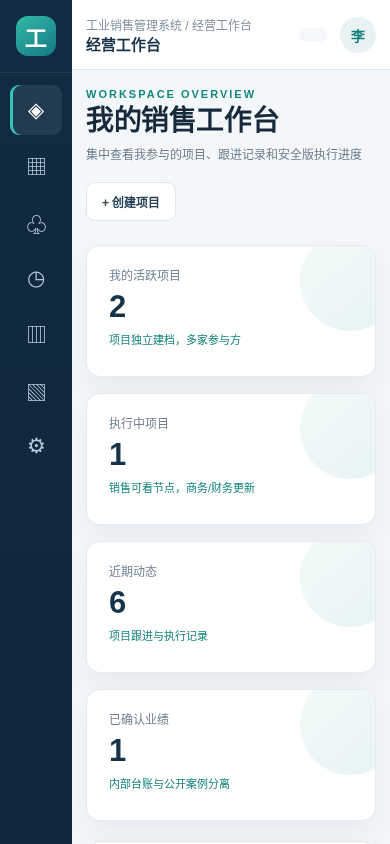 工
工业销售管理系统 / 经营工作台
经营工作台
李
WORKSPACE OVERVIEW
我的销售工作台
集中查看我参与的项目、跟进记录和安全版执行进度
+ 创建项目
我的活跃项目
2
项目独立建档，多家参与方
执行中项目
1
销售可看节点，商务/财务更新
近期动态
6
项目跟进与执行记录
已确认业绩
1
内部台账与公开案例分离